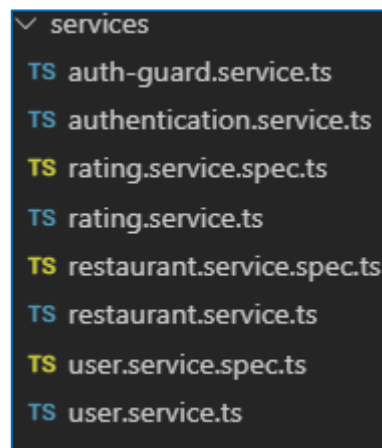 services
TS auth-guard.service.ts
TS authentication.service.ts
TS rating.service.spec.ts
TS rating.service.ts
TS restaurant.service.spec.ts
TS restaurant.service.ts
TS user.service.spec.ts
TS user.service.ts